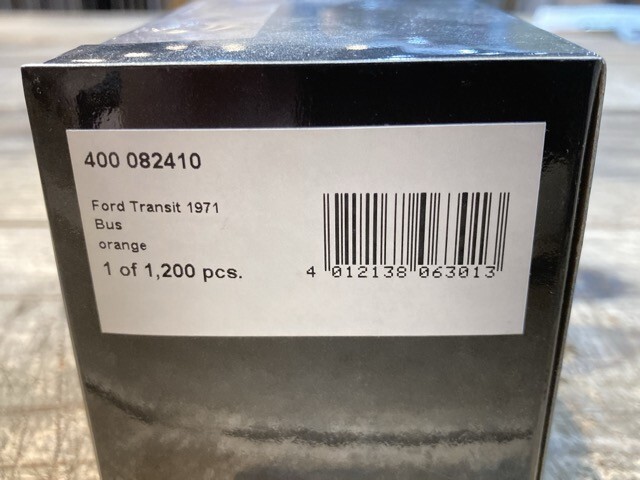 400 082410
Ford Transit 1971
Bus
orange
1 of 1,200 pcs.
4 012138 063013